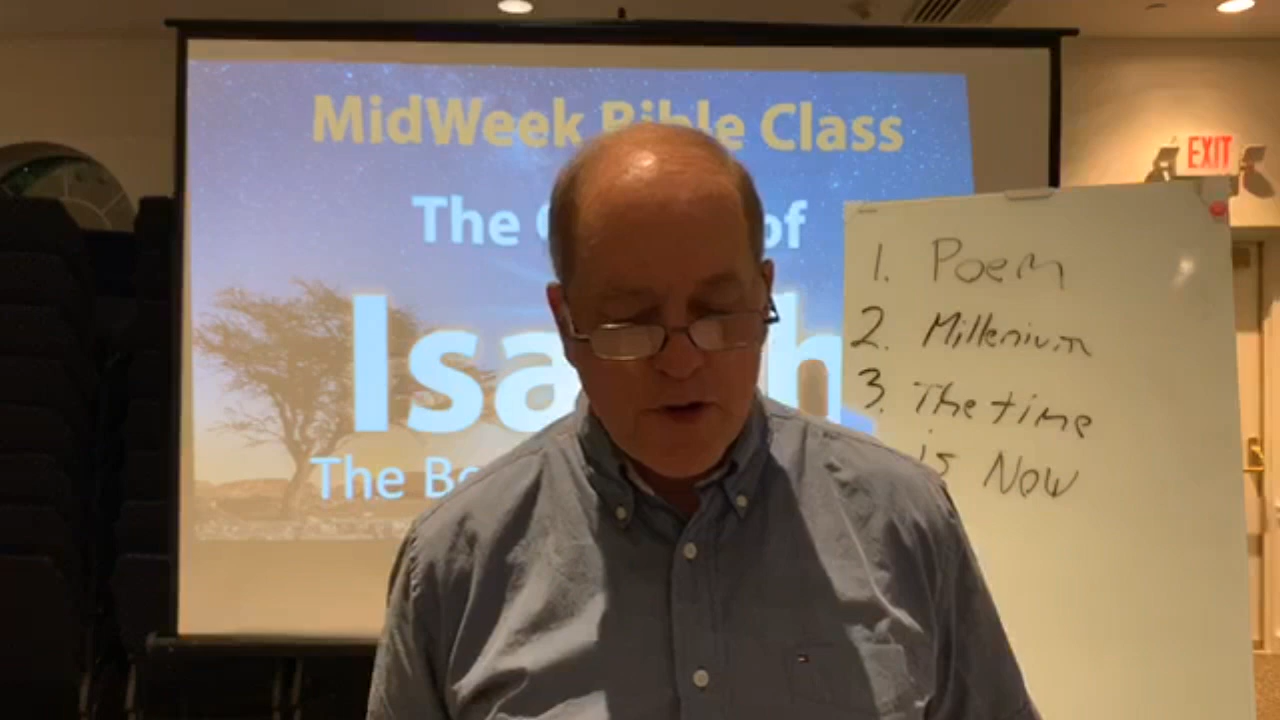 MidWeek Bible Class
The of
Isa h
The
EXIT
1. Poem
2. Millenium
3. The time
is Now